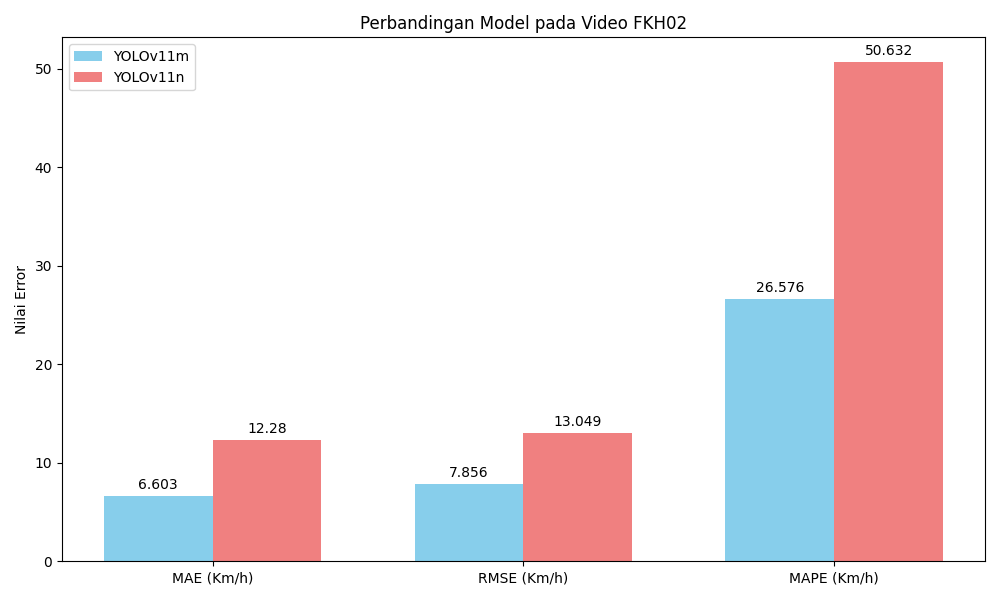 Perbandingan Model pada Video FKH02
YOLOv11m
YOLOv11n
Nilai Error
50
40
30
20
10
0
6.603
12.28
7.856
13.049
26.576
50.632
MAE (Km/h)
RMSE (Km/h)
MAPE (Km/h)